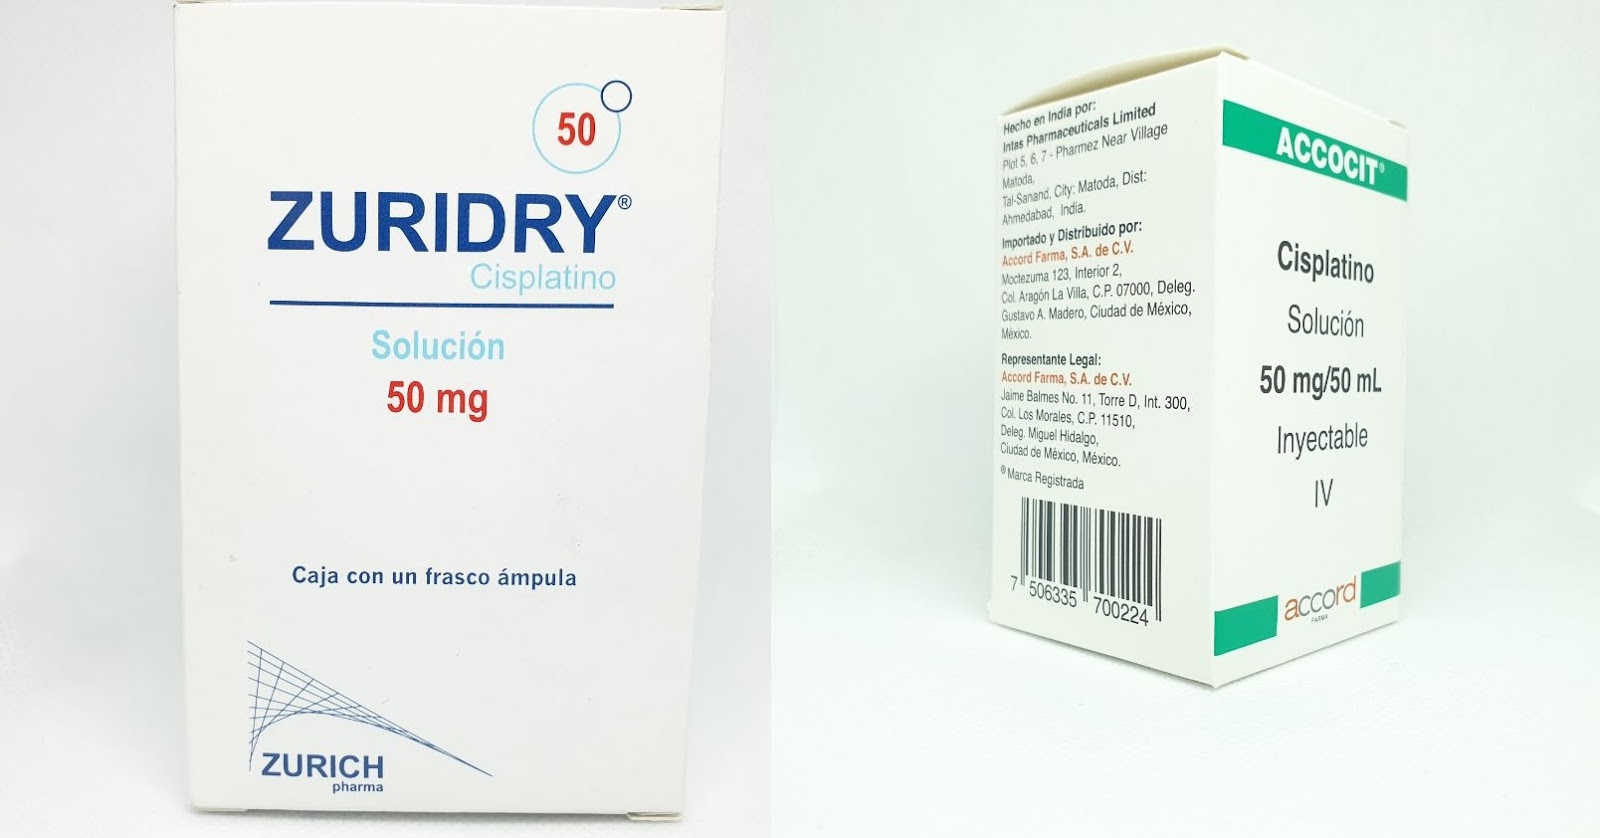 50
ZURIDRY®
Cisplatino
Solución
50 mg
Caja con un frasco ámpula
ZURICH
pharma
Hecho en India por:
Intas Pharmaceuticals Limited
Plot 5, 6, 7 - Pharmez Near Village
Matoda,
Tal-Sanand, City: Matoda, Dist:
Ahmedabad, India.
Importado y Distribuido por:
Accord Farma, S.A. de C.V.
Moctezuma 123, Interior 2,
Col. Aragón La Villa, C.P. 07000, Deleg.
Gustavo A. Madero, Ciudad de México,
México.
Representante Legal:
Accord Farma, S.A. de C.V.
Jaime Balmes No. 11, Torre D, Int. 300,
Col. Los Morales, C.P. 11510,
Deleg. Miguel Hidalgo,
Ciudad de México, México.
®Marca Registrada
7 506335 700224
ACCOCIT®
Cisplatino
Solución
50 mg/50 mL
Inyectable
IV
accord
FARMA